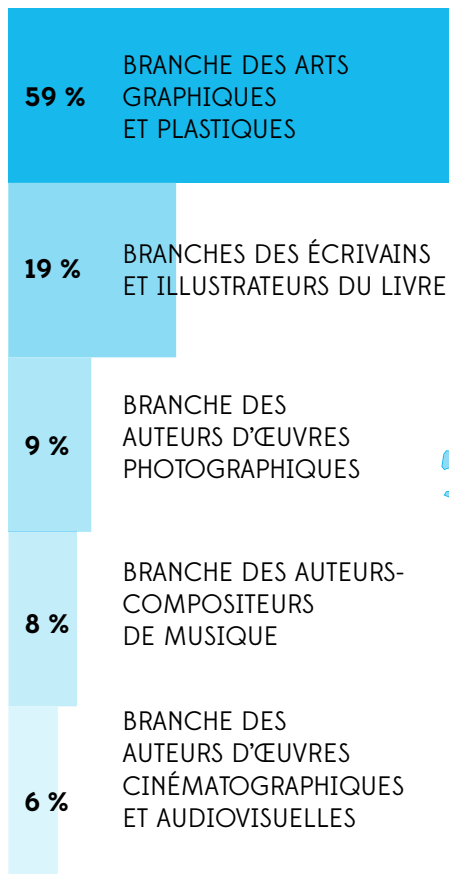 59 %
BRANCHE DES ARTS
GRAPHIQUES
ET PLASTIQUES
19 %
BRANCHES DES ÉCRIVAINS
ET ILLUSTRATEURS DU LIVRE
9 %
BRANCHE DES
AUTEURS D'ŒUVRES
PHOTOGRAPHIQUES
8 %
BRANCHE DES AUTEURS-
COMPOSITEURS
DE MUSIQUE
6 %
BRANCHE DES
AUTEURS D'ŒUVRES
CINÉMATOGRAPHIQUES
ET AUDIOVISUELLES